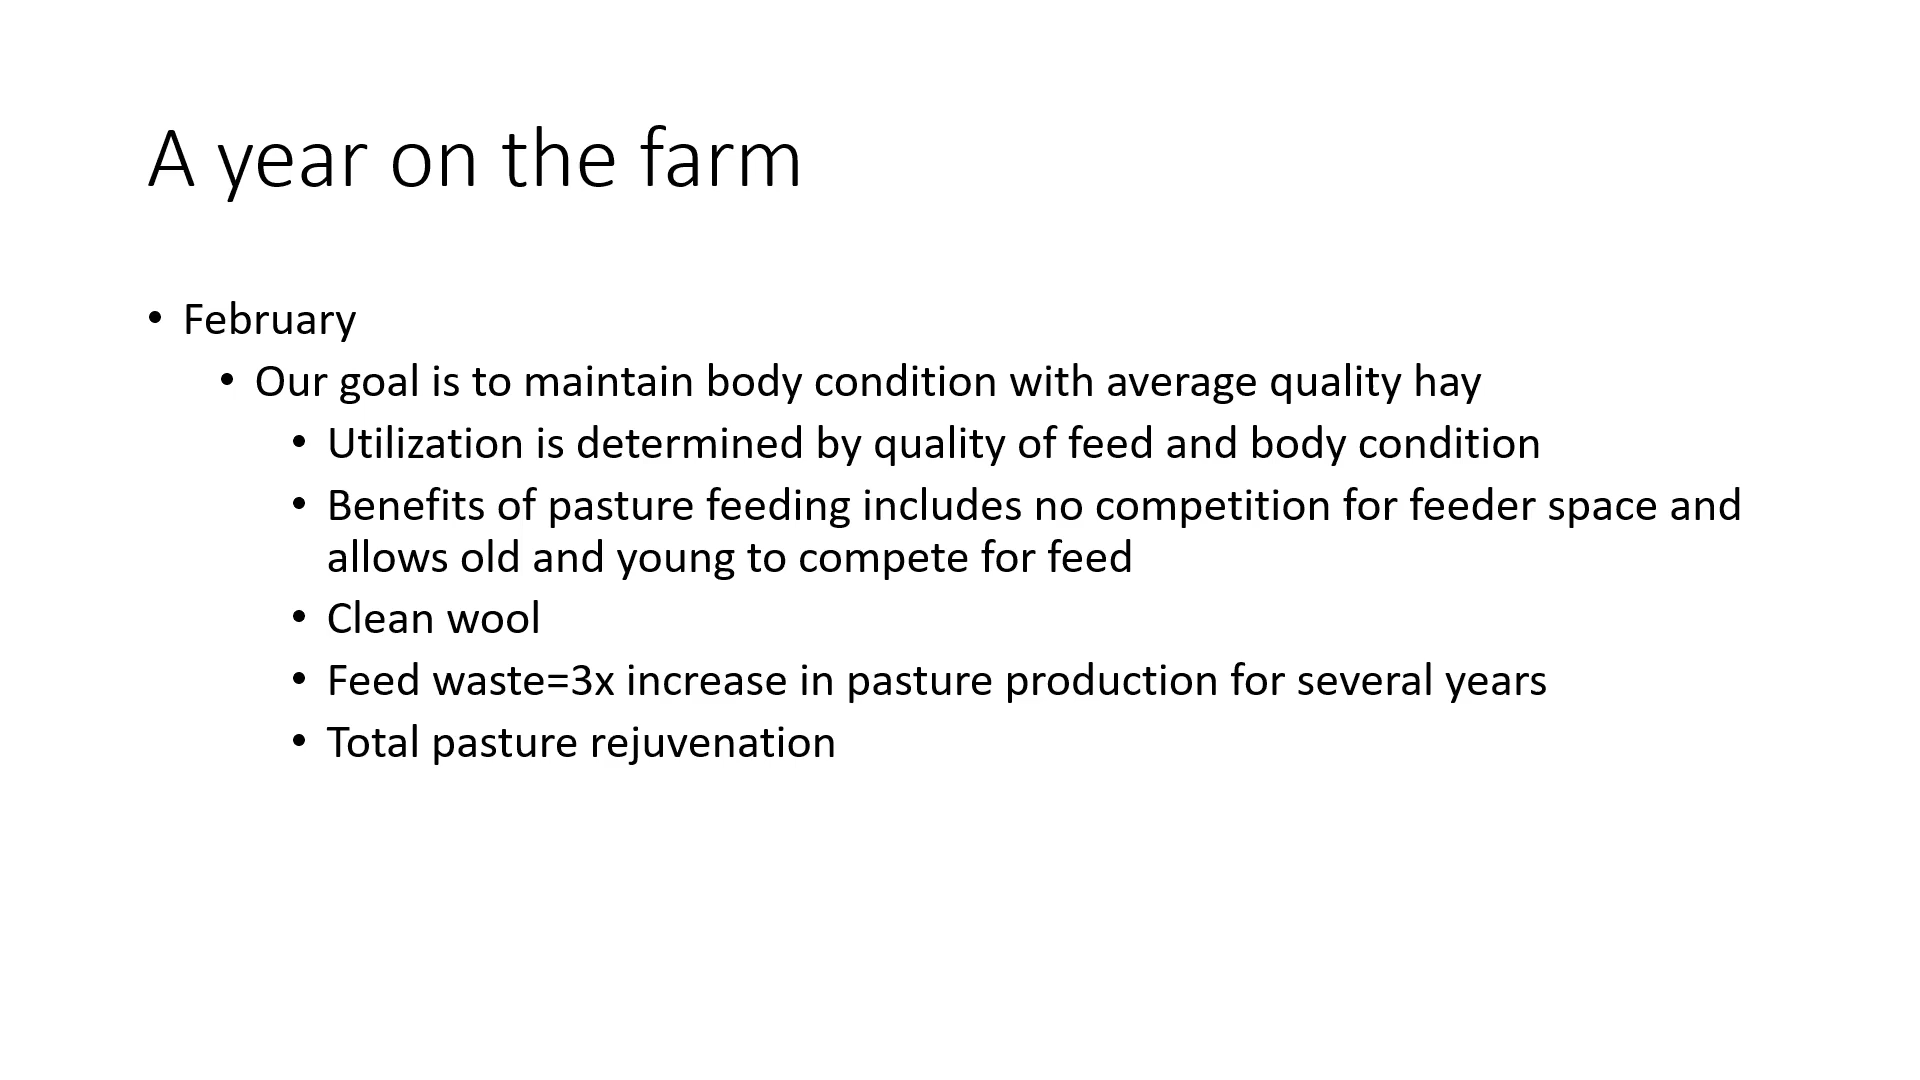 A year on the farm
• February
• Our goal is to maintain body condition with average quality hay
• Utilization is determined by quality of feed and body condition
• Benefits of pasture feeding includes no competition for feeder space and
allows old and young to compete for feed
• Clean wool
• Feed waste=3x increase in pasture production for several years
• Total pasture rejuvenation